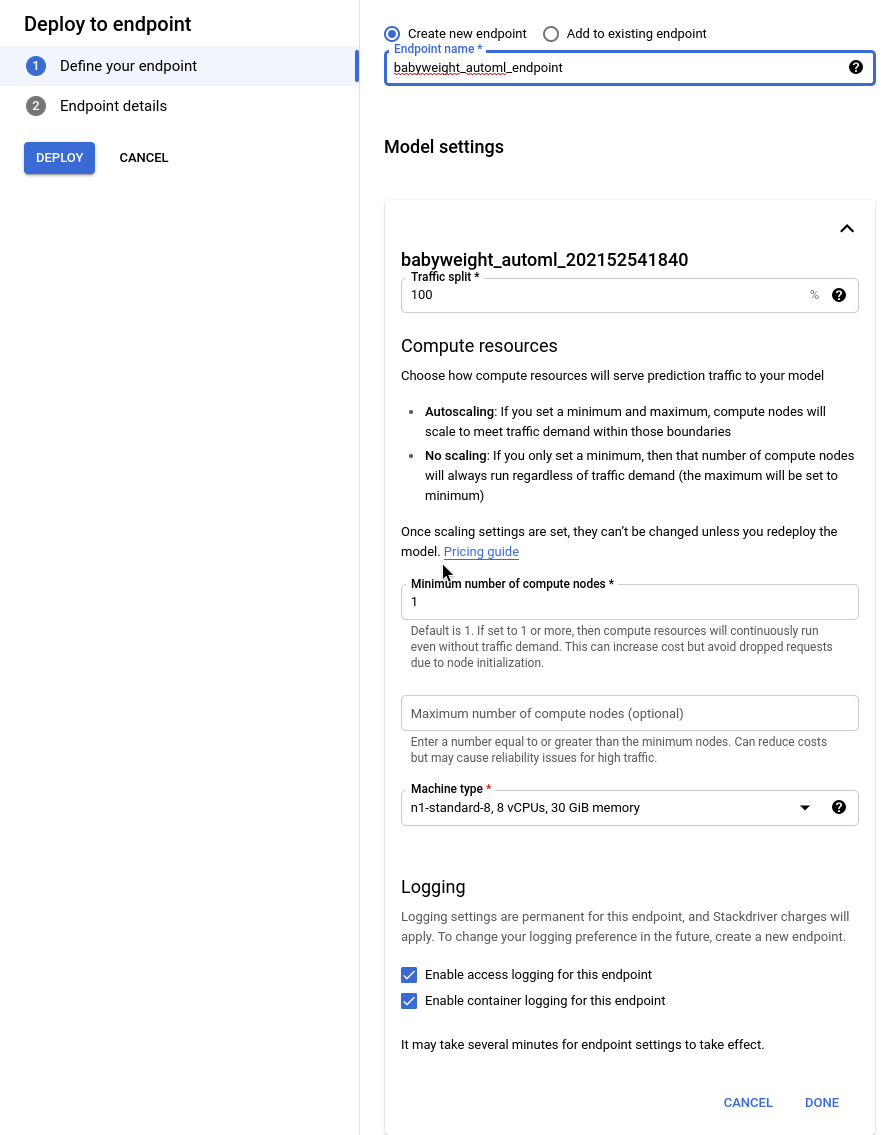 Deploy to endpoint
1 Define your endpoint
2 Endpoint details
DEPLOY CANCEL
Create new endpoint Add to existing endpoint
Endpoint name *
babyweight_automl_endpoint
Model settings
babyweight_automl_202152541840
Traffic split *
100 %
Compute resources
Choose how compute resources will serve prediction traffic to your model
• Autoscaling: If you set a minimum and maximum, compute nodes will
scale to meet traffic demand within those boundaries
• No scaling: If you only set a minimum, then that number of compute nodes
will always run regardless of traffic demand (the maximum will be set to
minimum)
Once scaling settings are set, they can’t be changed unless you redeploy the
model. Pricing guide
Minimum number of compute nodes *
1
Default is 1. If set to 1 or more, then compute resources will continuously run
even without traffic demand. This can increase cost but avoid dropped requests
due to node initialization.
Maximum number of compute nodes (optional)
Enter a number equal to or greater than the minimum nodes. Can reduce costs
but may cause reliability issues for high traffic.
Machine type *
n1-standard-8, 8 vCPUs, 30 GiB memory
Logging
Logging settings are permanent for this endpoint, and Stackdriver charges will
apply. To change your logging preference in the future, create a new endpoint.
Enable access logging for this endpoint
Enable container logging for this endpoint
It may take several minutes for endpoint settings to take effect.
CANCEL DONE